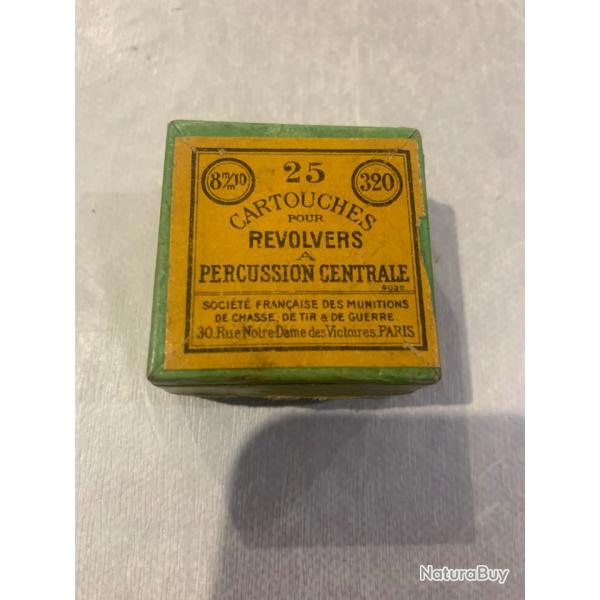 8m/m10 25 320
CARTOUCHES
POUR
REVOLVERS
A
PERCUSSION CENTRALE
SOCIÉTÉ FRANÇAISE DES MUNITIONS
DE CHASSE, DE TIR & DE GUERRE.
30, Rue Notre-Dame des Victoires, PARIS
NaturaBuy